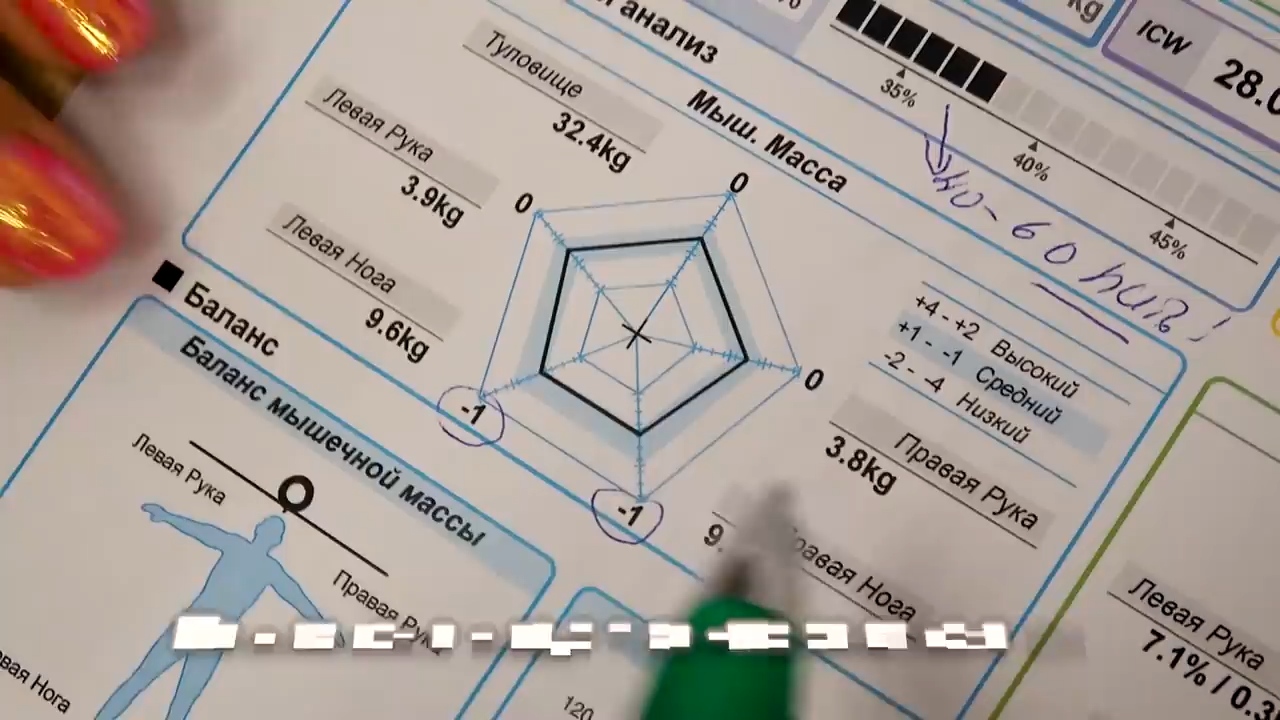 анализ
kg
ICW
28.0
35%
40%
45%
40-60 мин!
Мыш. Масса
Туловище
32.4kg
Левая Рука
3.9kg
Левая Нога
9.6kg
0
0
0
-1
-1
+4 - +2 Высокий
+1 - -1 Средний
-2 - -4 Низкий
Правая Рука
3.8kg
Правая Нога
9.
Баланс
Баланс мышечной массы
Левая Рука
Правая Рука
Нога
120
Левая Рука
7.1% / 0.3